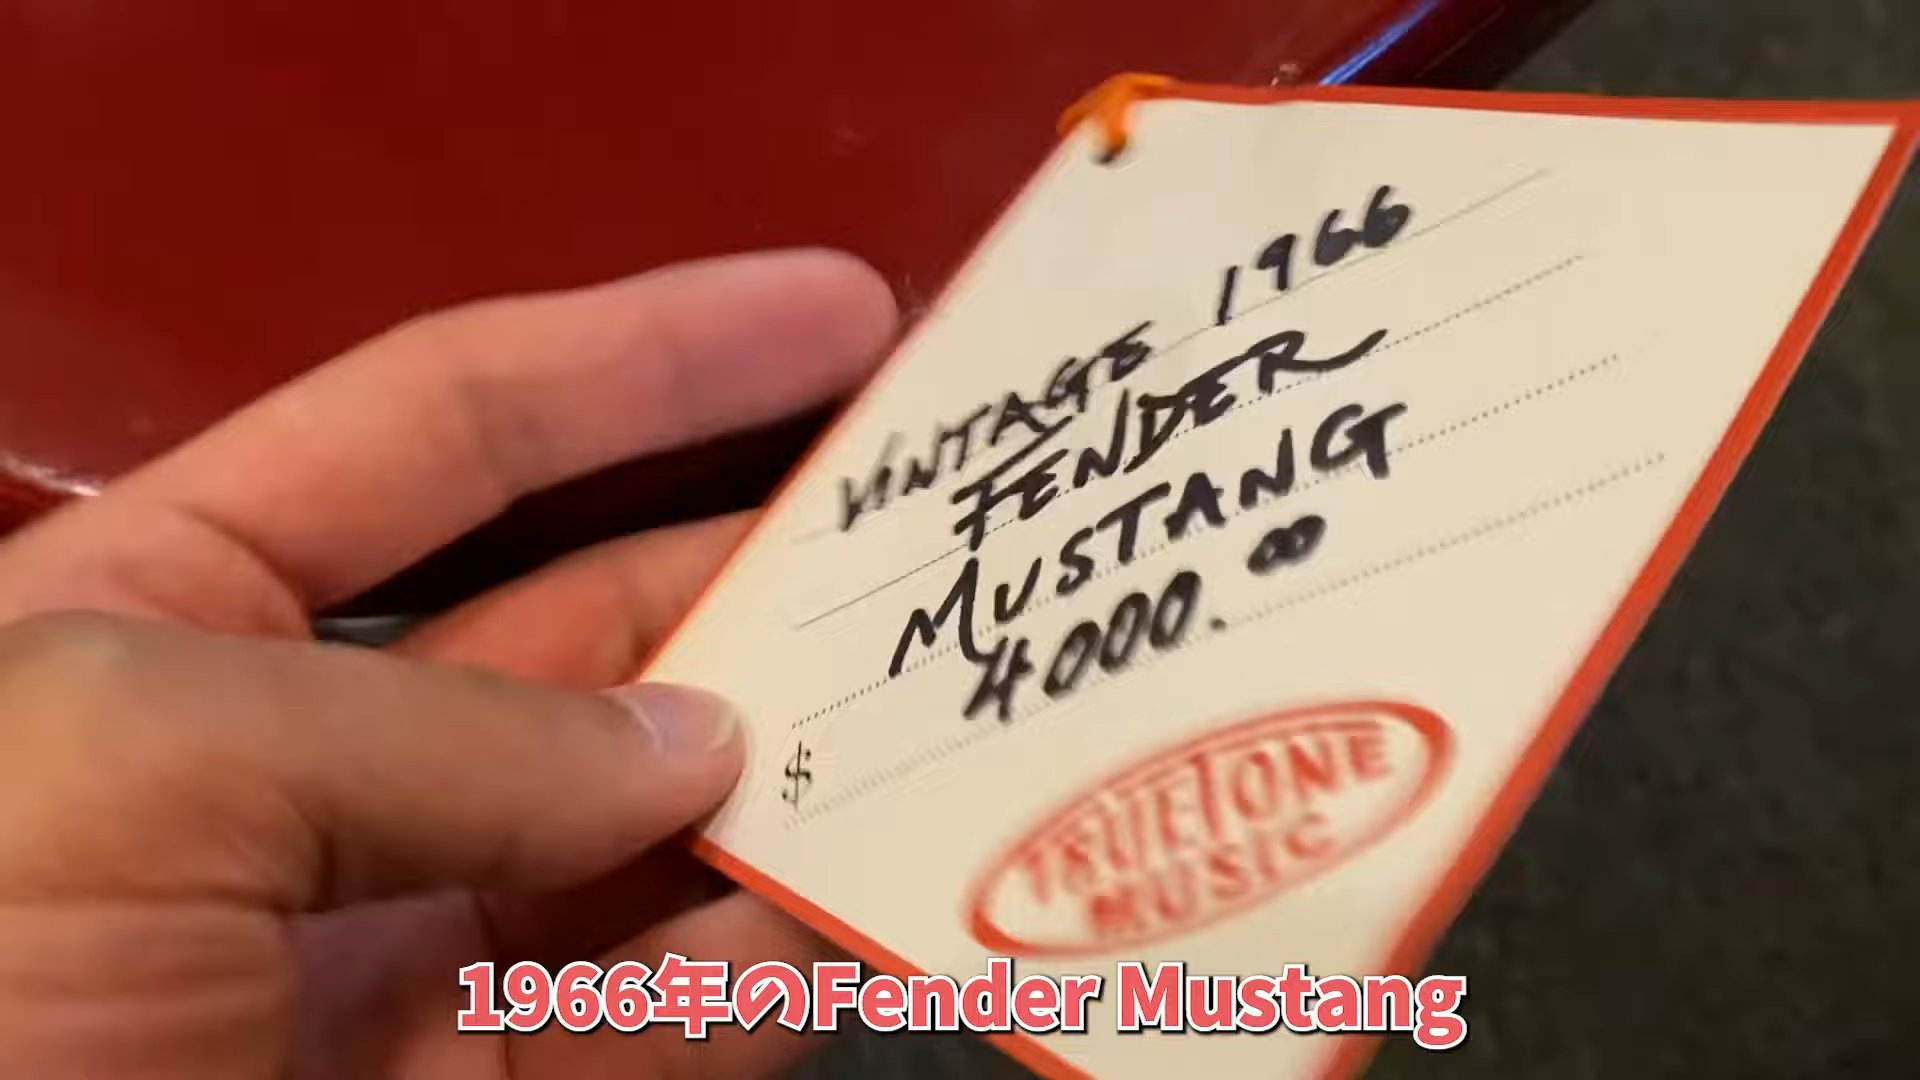 VINTAGE 1966
FENDER
MUSTANG
4000.00
$
TRUETONE
MUSIC
1966年のFender Mustang